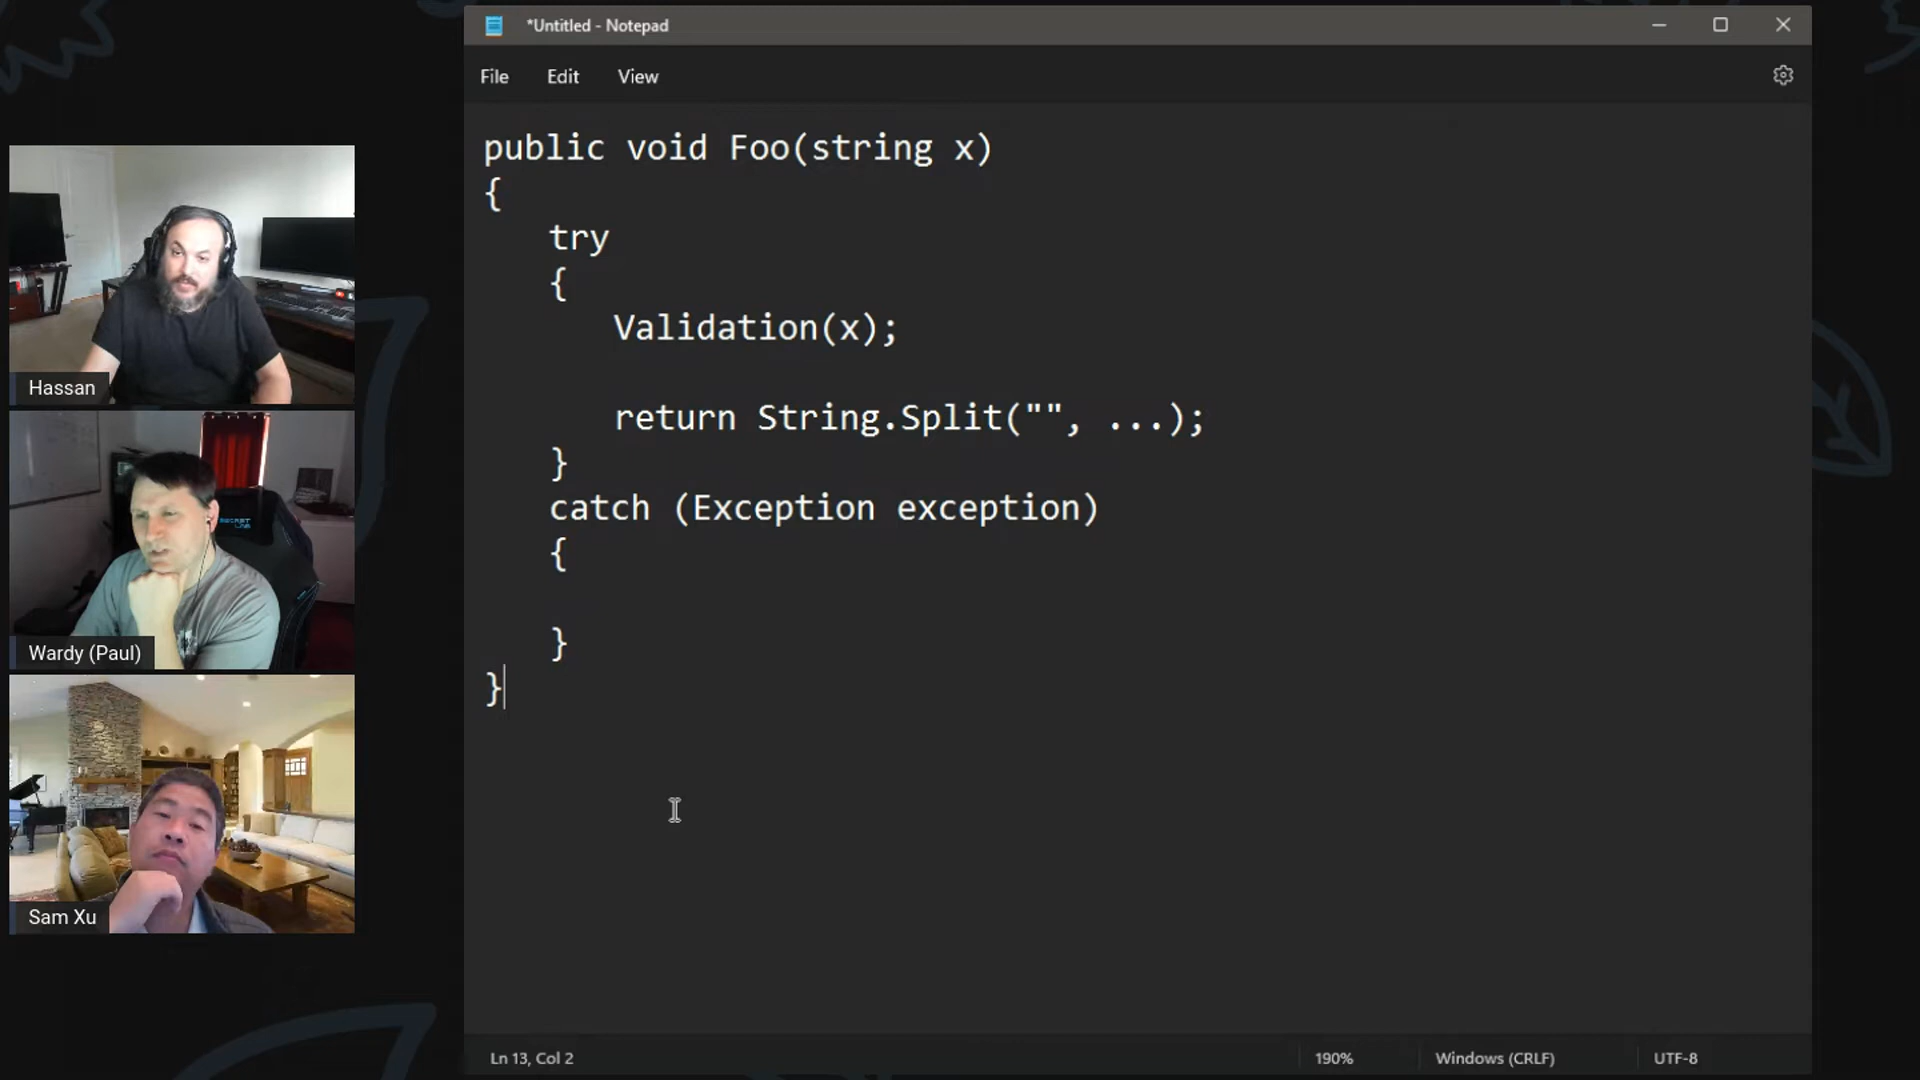 *Untitled - Notepad
File Edit View
public void Foo(string x)
{
try
{
Validation(x);
return String.Split("", ...);
}
catch (Exception exception)
{
}
}
Ln 13, Col 2
190%
Windows (CRLF)
UTF-8
Hassan
Wardy (Paul)
Sam Xu